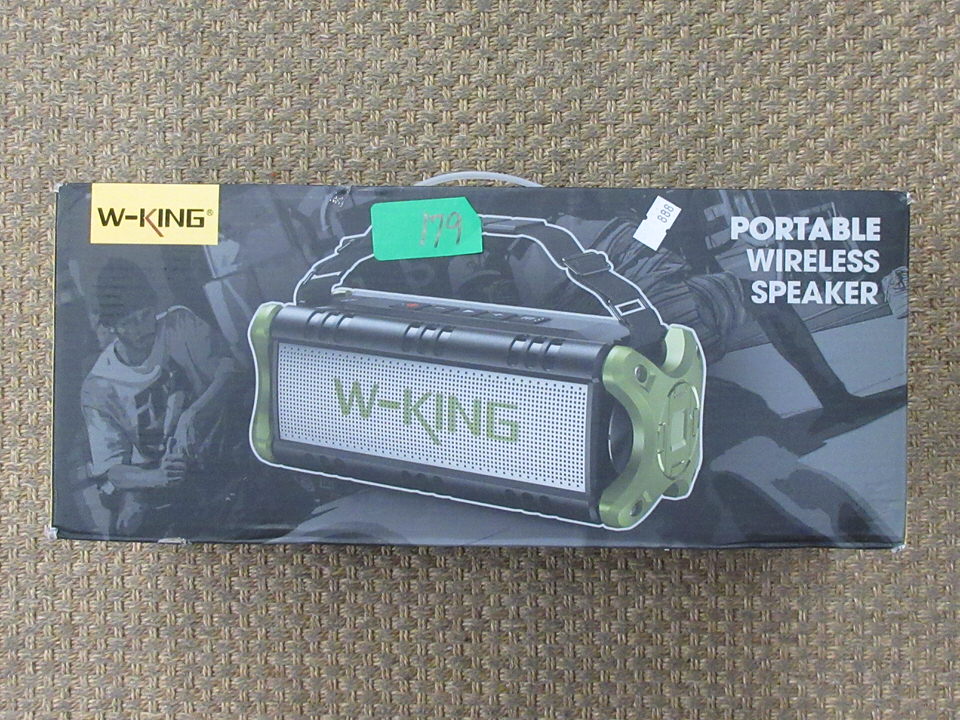 W-KING®
179
888
PORTABLE
WIRELESS
SPEAKER
W-KING